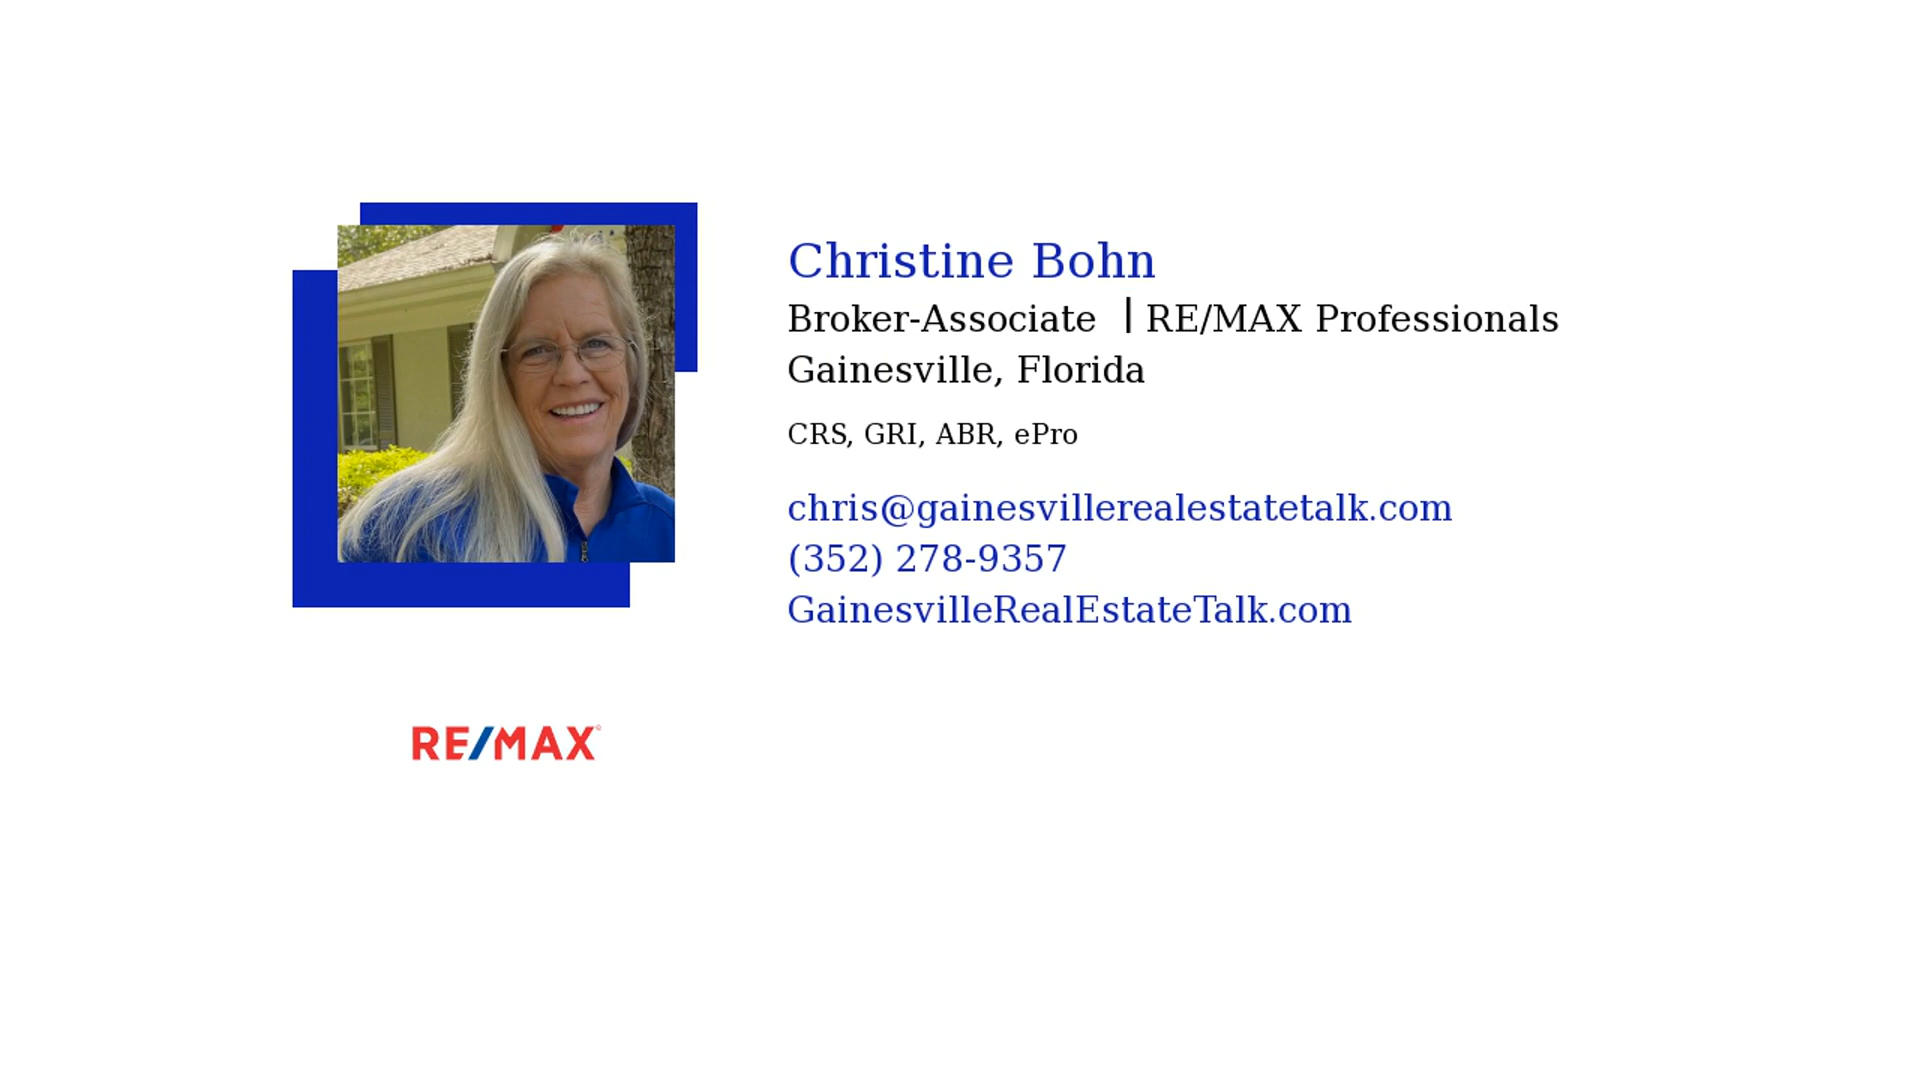 Christine Bohn
Broker-Associate | RE/MAX Professionals
Gainesville, Florida
CRS, GRI, ABR, ePro
chris@gainesvillerealestatetalk.com
(352) 278-9357
GainesvilleRealEstateTalk.com
RE/MAX®